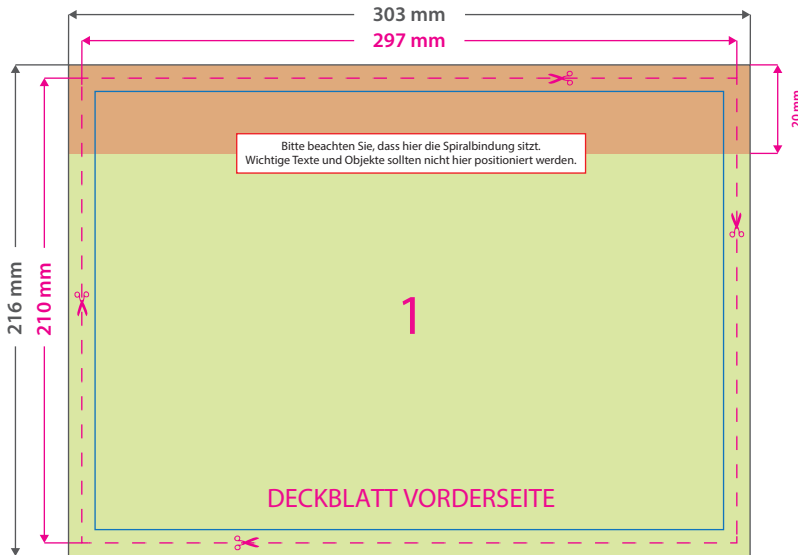 303 mm
297 mm
20 mm
Bitte beachten Sie, dass hier die Spiralbindung sitzt.
Wichtige Texte und Objekte sollten nicht hier positioniert werden.
216 mm
210 mm
1
DECKBLATT VORDERSEITE